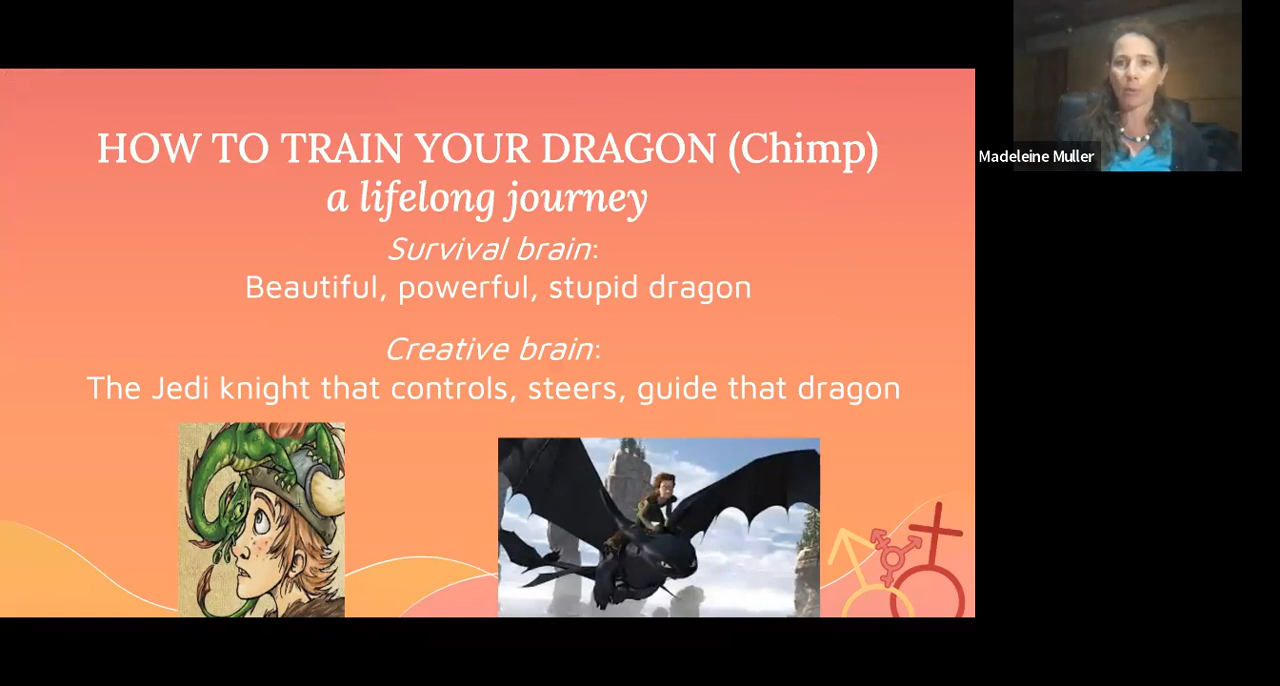 HOW TO TRAIN YOUR DRAGON (Chimp)
a lifelong journey
Survival brain:
Beautiful, powerful, stupid dragon
Creative brain:
The Jedi knight that controls, steers, guide that dragon
Madeleine Muller